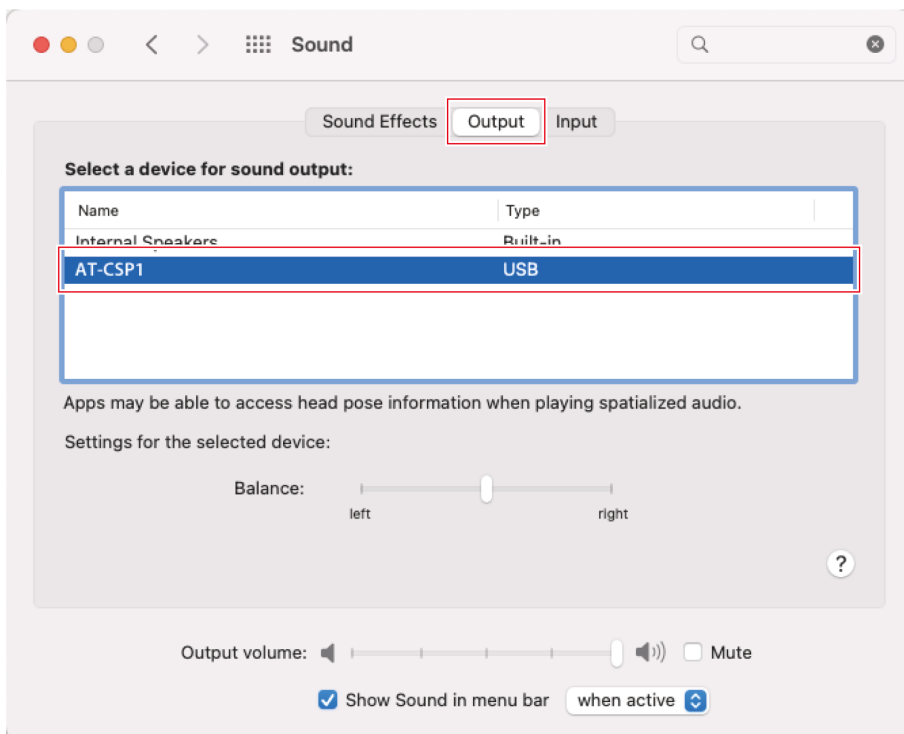 Sound
Sound Effects Output Input
Select a device for sound output:
Name Type
Internal Speakers Built-in
AT-CSP1 USB
Apps may be able to access head pose information when playing spatialized audio.
Settings for the selected device:
Balance:
left right
?
Output volume: Mute
Show Sound in menu bar when active